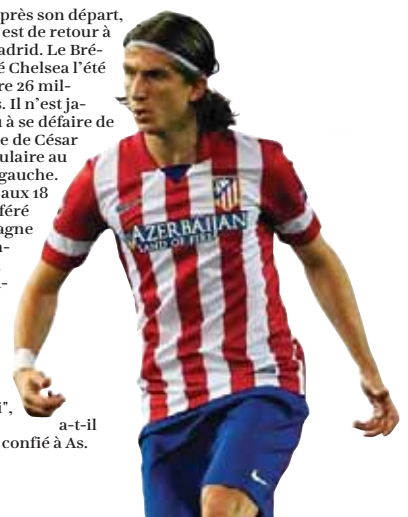 près son départ,
est de retour à
adrid. Le Bré-
é Chelsea l'été
re 26 mil-
s. Il n'est ja-
u à se défaire de
e de César
ulaire au
gauche.
aux 18
féré
agne
n-
i-
i",
a-t-il
confié à As.
AZERBAIJAN
LAND OF FIRE